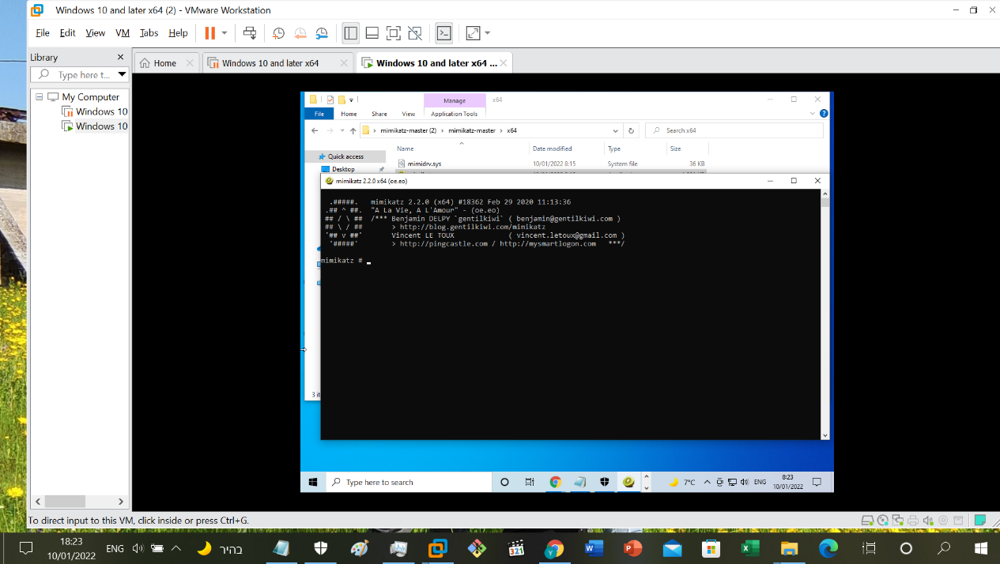 Windows 10 and later x64 (2) - VMware Workstation
File Edit View VM Tabs Help
Library
Type here t...
My Computer
Windows 10
Windows 10
Home
Windows 10 and later x64
Windows 10 and later x64 ...
Manage
x64
File Home Share View Application Tools
mimikatz-master (2) › mimikatz-master › x64
Search x64
Quick access
Desktop
Name Date modified Type Size
mimidrv.sys 10/01/2022 8:15 System file 36 KB
mimikatz 2.2.0 x64 (oe.eo)
.#####. mimikatz 2.2.0 (x64) #18362 Feb 29 2020 11:13:36
.## ^ ##. "A La Vie, A L'Amour" - (oe.eo)
## / \ ## /*** Benjamin DELPY `gentilkiwi` ( benjamin@gentilkiwi.com )
## \ / ## > http://blog.gentilkiwi.com/mimikatz
'## v ##' Vincent LE TOUX ( vincent.letoux@gmail.com )
'#####' > http://pingcastle.com / http://mysmartlogon.com ***/
mimikatz # _
3 it
Type here to search
7°C
ENG
8:23
10/01/2022
To direct input to this VM, click inside or press Ctrl+G.
18:23
10/01/2022
ENG
בהיר
321
Y
W
P
X